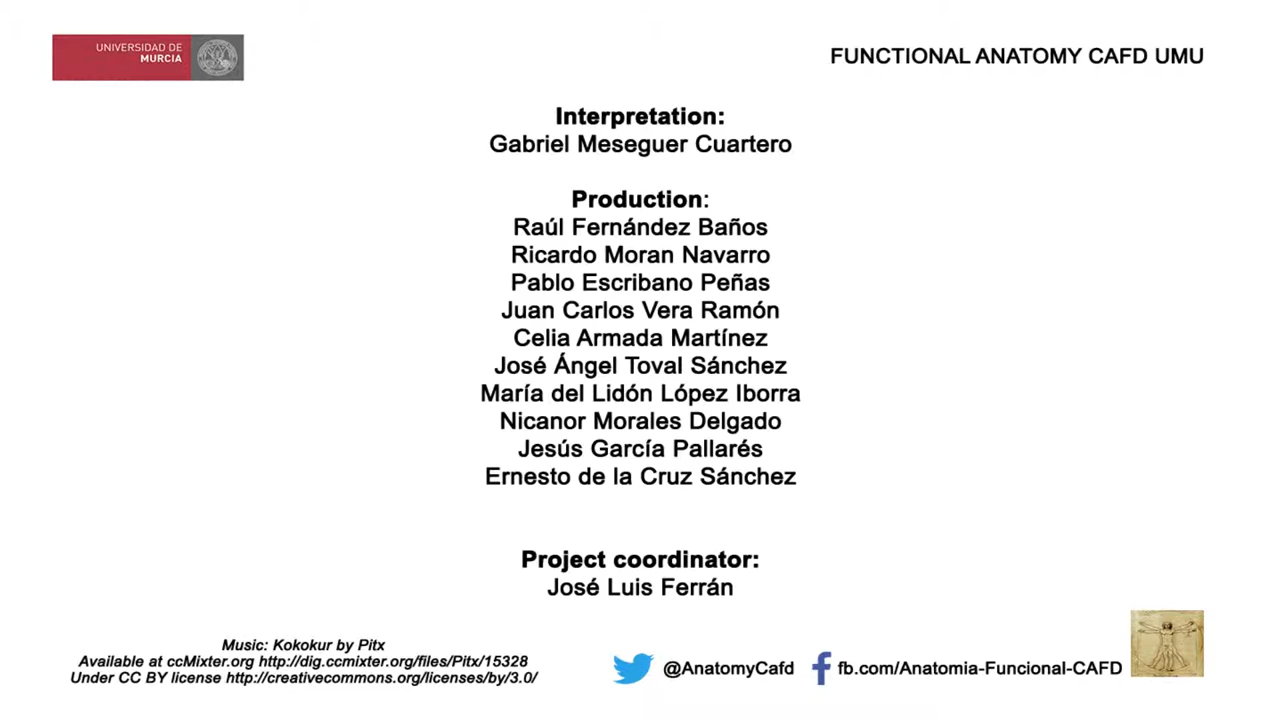 UNIVERSIDAD DE
MURCIA
FUNCTIONAL ANATOMY CAFD UMU
Interpretation:
Gabriel Meseguer Cuartero
Production:
Raúl Fernández Baños
Ricardo Moran Navarro
Pablo Escribano Peñas
Juan Carlos Vera Ramón
Celia Armada Martínez
José Ángel Toval Sánchez
María del Lidón López Iborra
Nicanor Morales Delgado
Jesús García Pallarés
Ernesto de la Cruz Sánchez
Project coordinator:
José Luis Ferrán
Music: Kokokur by Pitx
Available at ccMixter.org http://dig.ccmixter.org/files/Pitx/15328
Under CC BY license http://creativecommons.org/licenses/by/3.0/
@AnatomyCafd
fb.com/Anatomia-Funcional-CAFD